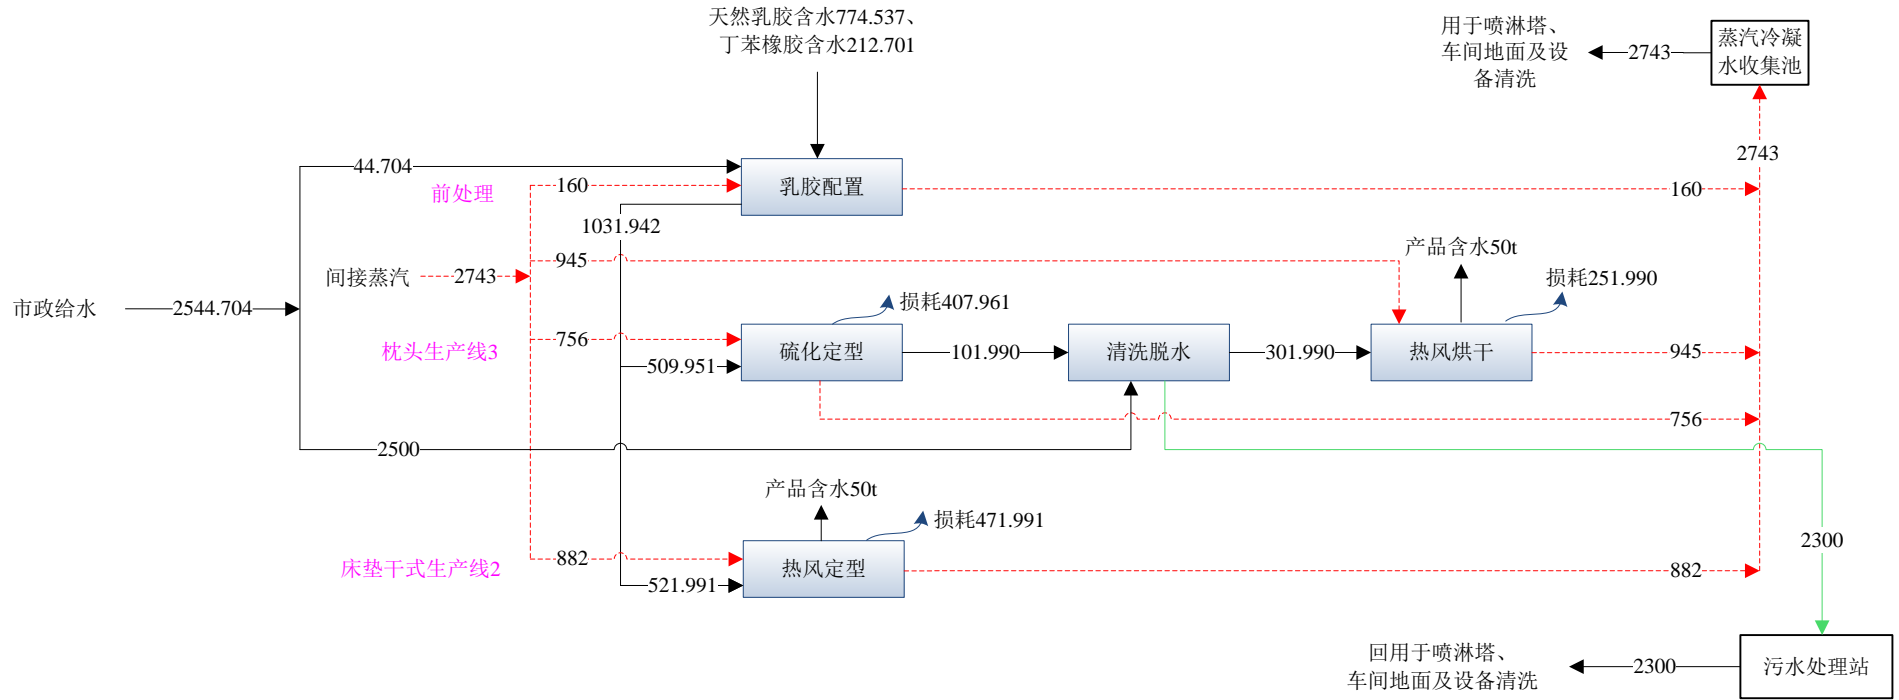 天然乳胶含水774.537、
丁苯橡胶含水212.701
用于喷淋塔、
车间地面及设
备清洗
2743
蒸汽冷凝
水收集池
2743
44.704
前处理
160
乳胶配置
160
1031.942
945
产品含水50t
间接蒸汽
2743
损耗251.990
市政给水
2544.704
损耗407.961
枕头生产线3
756
509.951
硫化定型
101.990
清洗脱水
301.990
热风烘干
945
756
2500
产品含水50t
损耗471.991
2300
床垫干式生产线2
882
521.991
热风定型
882
回用于喷淋塔、
车间地面及设备清洗
2300
污水处理站